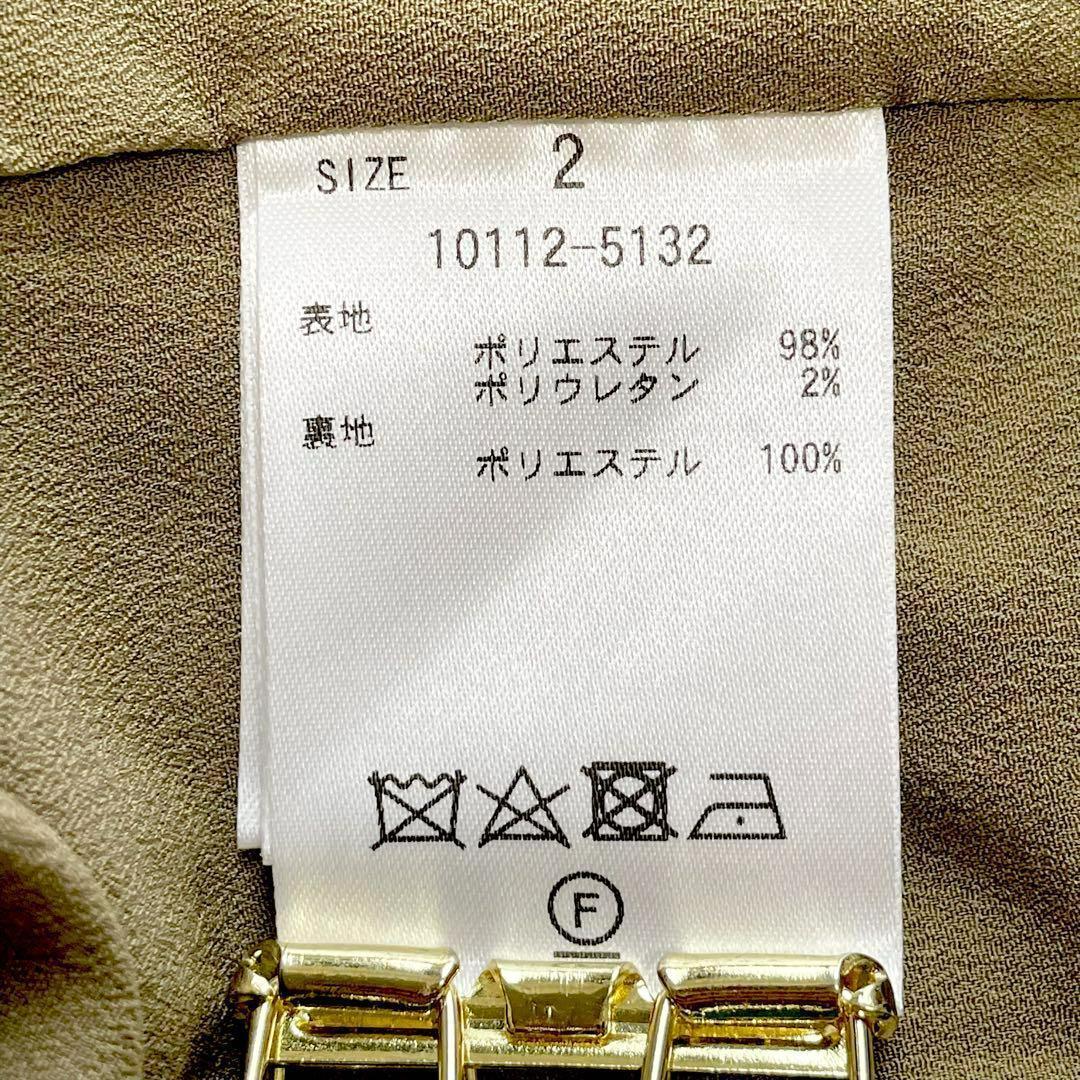 SIZE 2
10112-5132
表地
ポリエステル 98%
ポリウレタン 2%
裏地
ポリエステル 100%
F